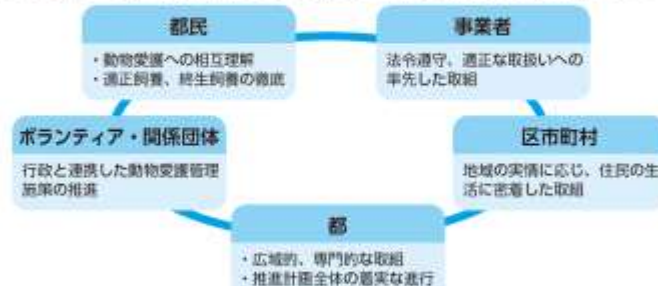 都民
・動物愛護への相互理解
・適正飼養、終生飼養の徹底
事業者
法令遵守、適正な取扱いへの
率先した取組
ボランティア・関係団体
行政と連携した動物愛護管理
施策の推進
区市町村
地域の実情に応じ、住民の生
活に密着した取組
都
・広域的、専門的な取組
・推進計画全体の着実な進行